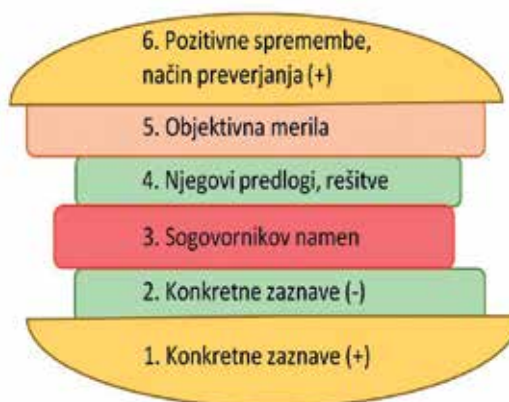 6. Pozitivne spremembe,
način preverjanja (+)
5. Objektivna merila
4. Njegovi predlogi, rešitve
3. Sogovornikov namen
2. Konkretne zaznave (-)
1. Konkretne zaznave (+)